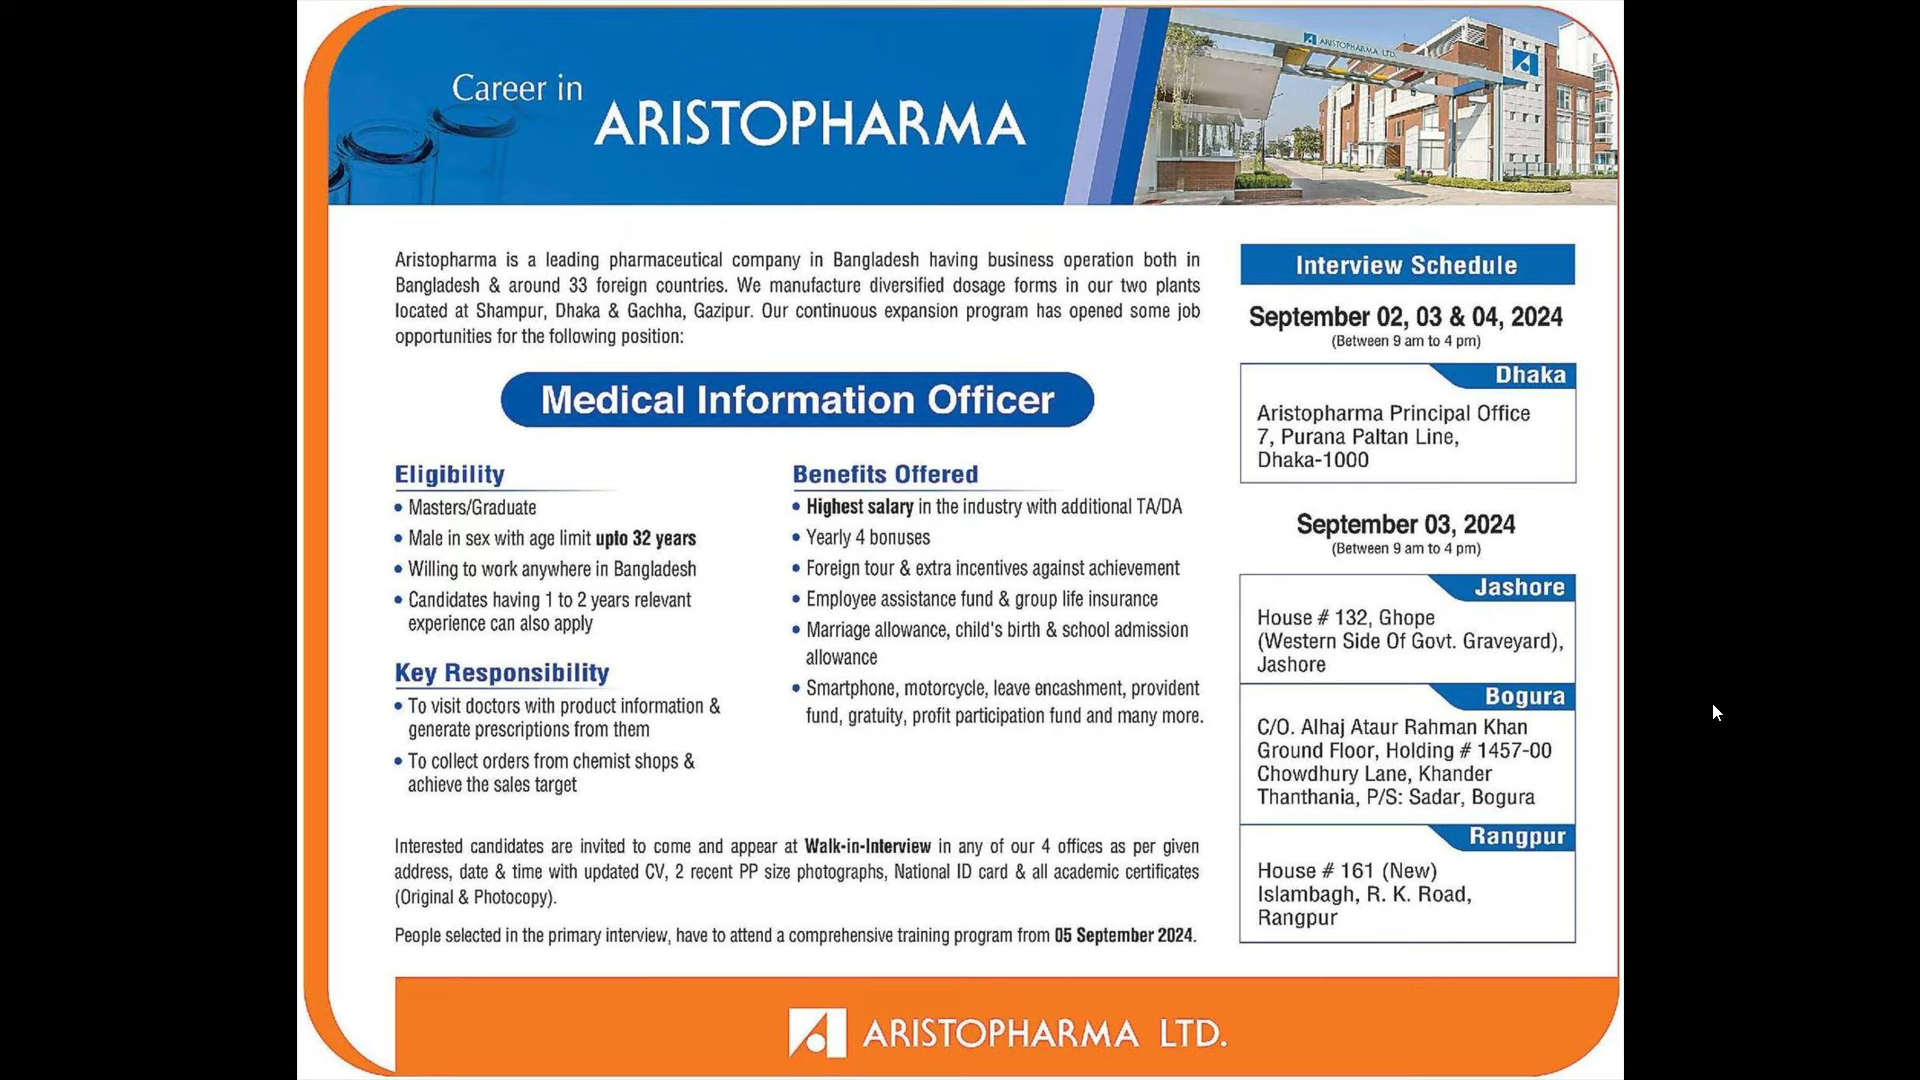 Career in
ARISTOPHARMA
ARISTOPHARMA LTD.
Aristopharma is a leading pharmaceutical company in Bangladesh having business operation both in
Bangladesh & around 33 foreign countries. We manufacture diversified dosage forms in our two plants
located at Shampur, Dhaka & Gachha, Gazipur. Our continuous expansion program has opened some job
opportunities for the following position:
Medical Information Officer
Eligibility
• Masters/Graduate
• Male in sex with age limit upto 32 years
• Willing to work anywhere in Bangladesh
• Candidates having 1 to 2 years relevant
experience can also apply
Key Responsibility
• To visit doctors with product information &
generate prescriptions from them
• To collect orders from chemist shops &
achieve the sales target
Benefits Offered
• Highest salary in the industry with additional TA/DA
• Yearly 4 bonuses
• Foreign tour & extra incentives against achievement
• Employee assistance fund & group life insurance
• Marriage allowance, child's birth & school admission
allowance
• Smartphone, motorcycle, leave encashment, provident
fund, gratuity, profit participation fund and many more.
Interested candidates are invited to come and appear at Walk-in-Interview in any of our 4 offices as per given
address, date & time with updated CV, 2 recent PP size photographs, National ID card & all academic certificates
(Original & Photocopy).
People selected in the primary interview, have to attend a comprehensive training program from 05 September 2024.
Interview Schedule
September 02, 03 & 04, 2024
(Between 9 am to 4 pm)
Dhaka
Aristopharma Principal Office
7, Purana Paltan Line,
Dhaka-1000
September 03, 2024
(Between 9 am to 4 pm)
Jashore
House # 132, Ghope
(Western Side Of Govt. Graveyard),
Jashore
Bogura
C/O. Alhaj Ataur Rahman Khan
Ground Floor, Holding # 1457-00
Chowdhury Lane, Khander
Thanthania, P/S: Sadar, Bogura
Rangpur
House # 161 (New)
Islambagh, R. K. Road,
Rangpur
ARISTOPHARMA LTD.